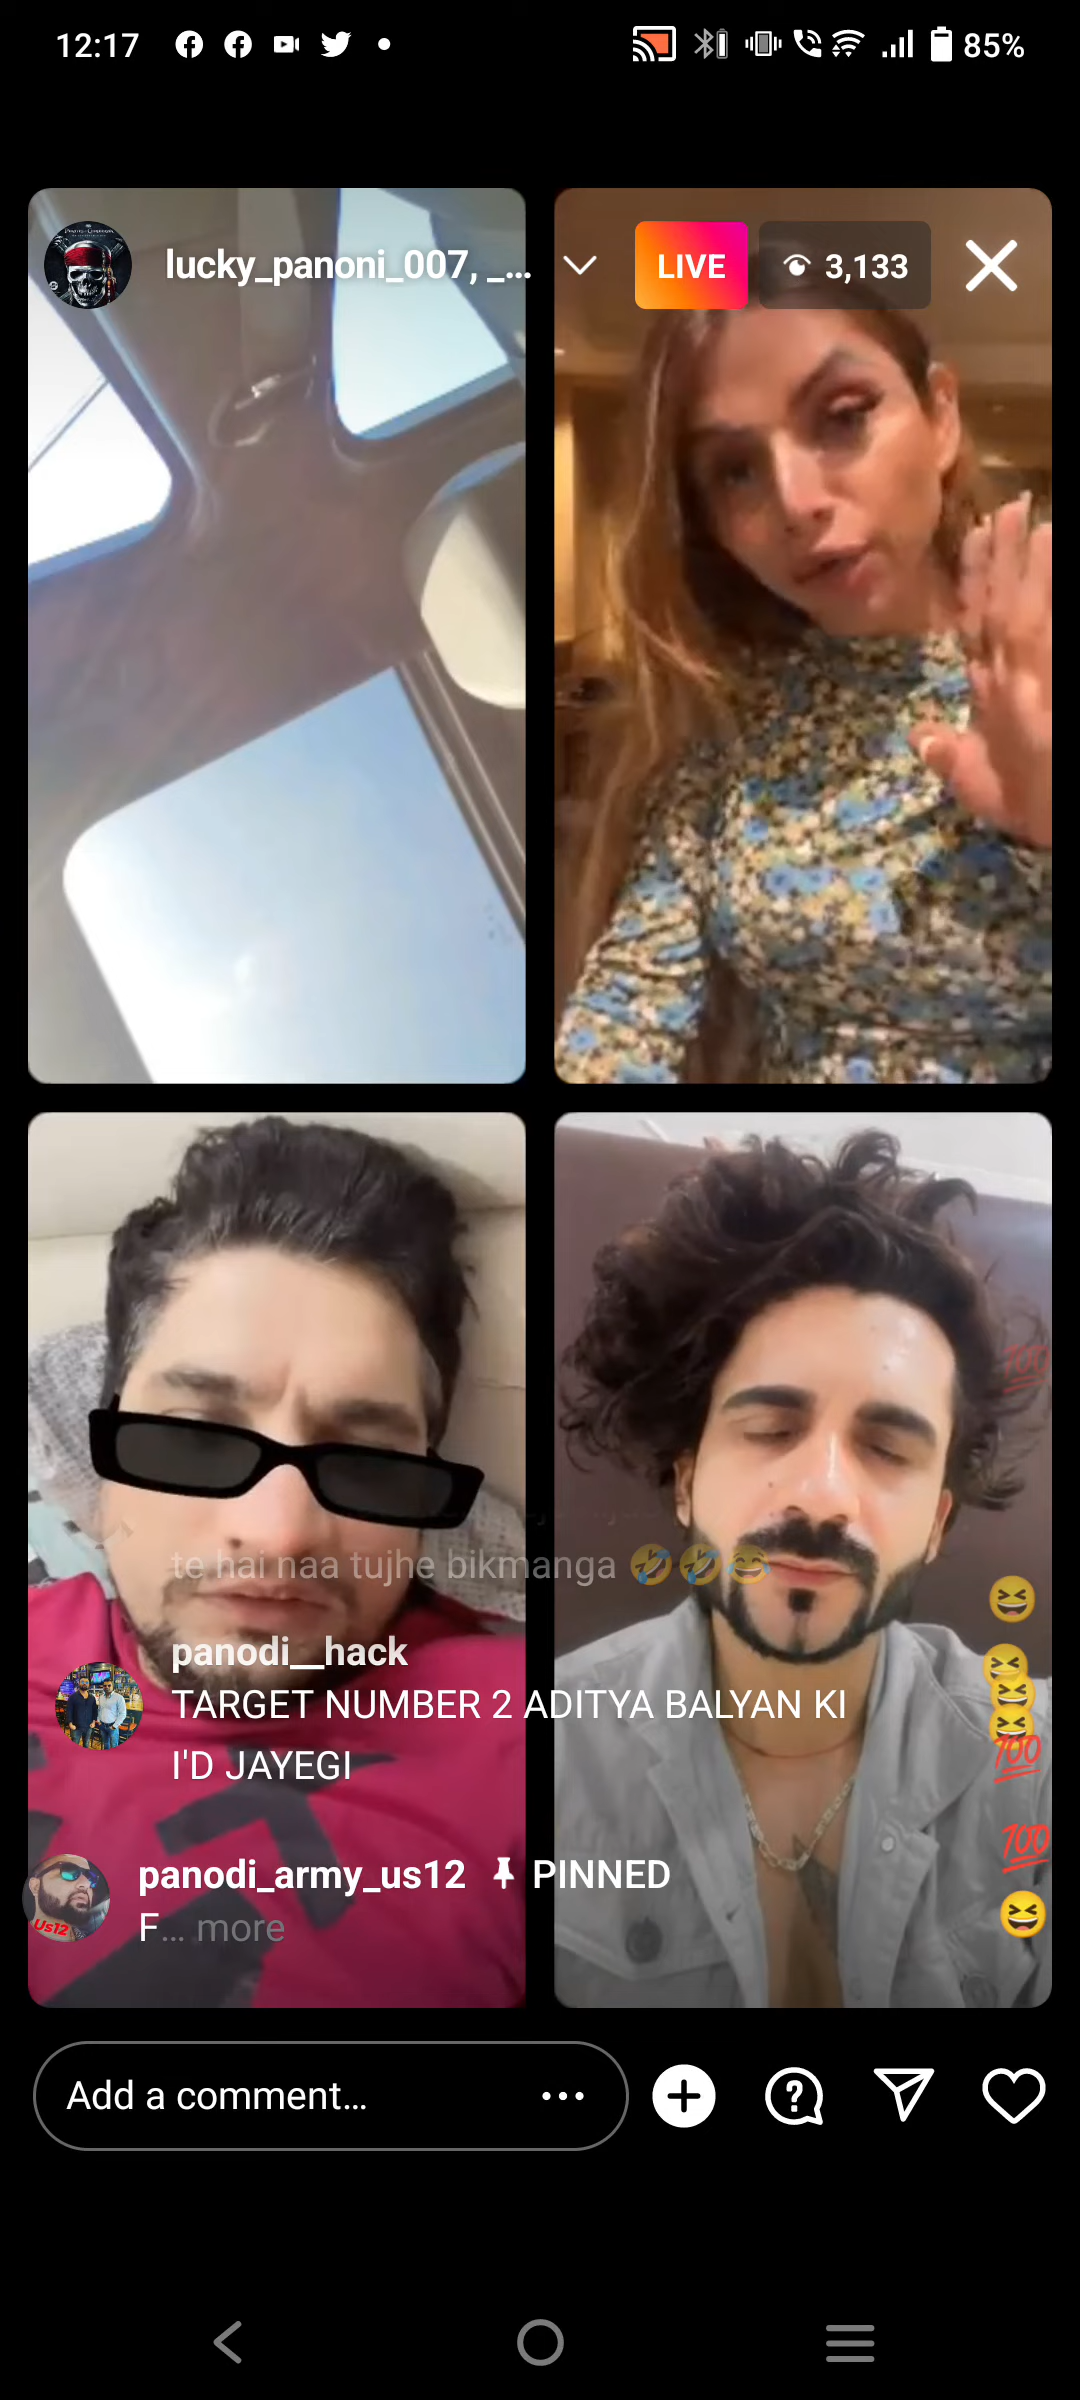 12:17
85%
lucky_panoni_007, _...
LIVE
3,133
te hai naa tujhe bikmanga 🤣🤣😂
panodi__hack
TARGET NUMBER 2 ADITYA BALYAN KI
I'D JAYEGI
panodi_army_us12 PINNED
F... more
Us12
Add a comment...